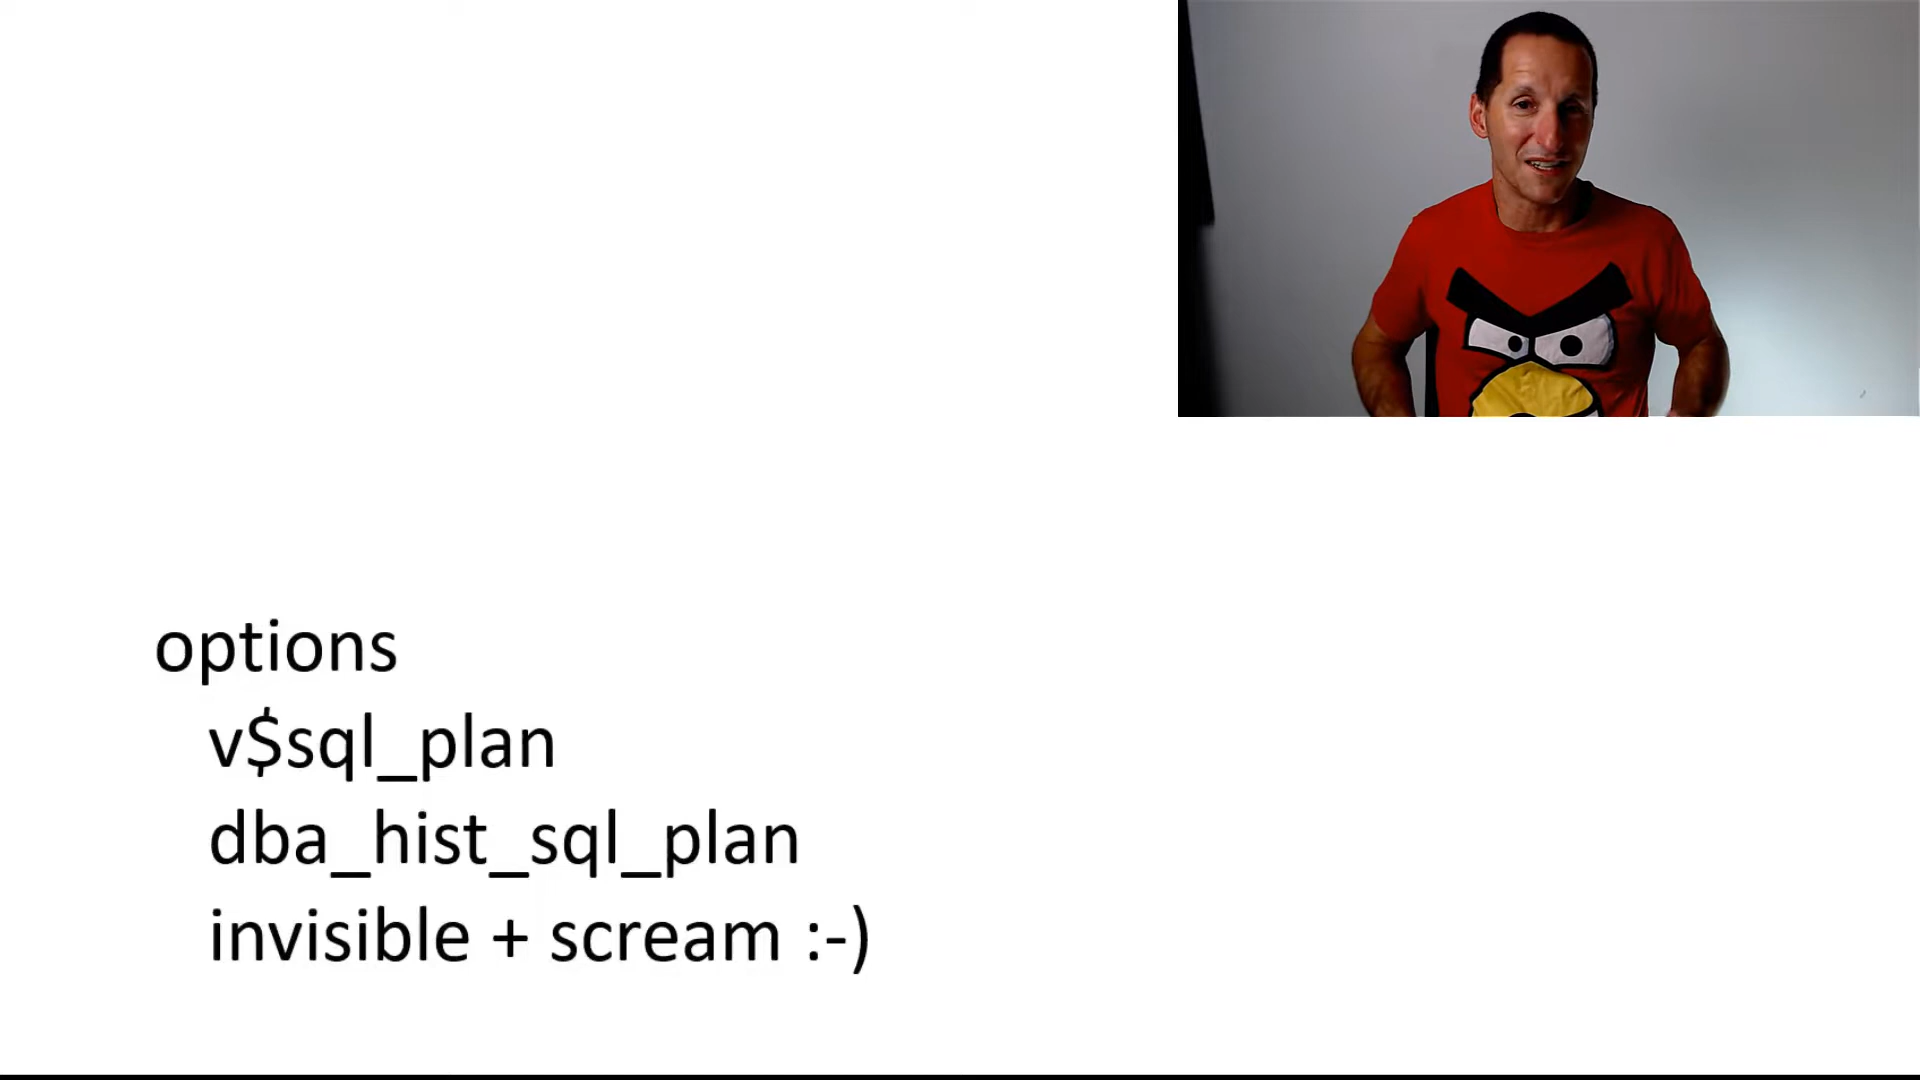 options
v$sql_plan
dba_hist_sql_plan
invisible + scream :-)